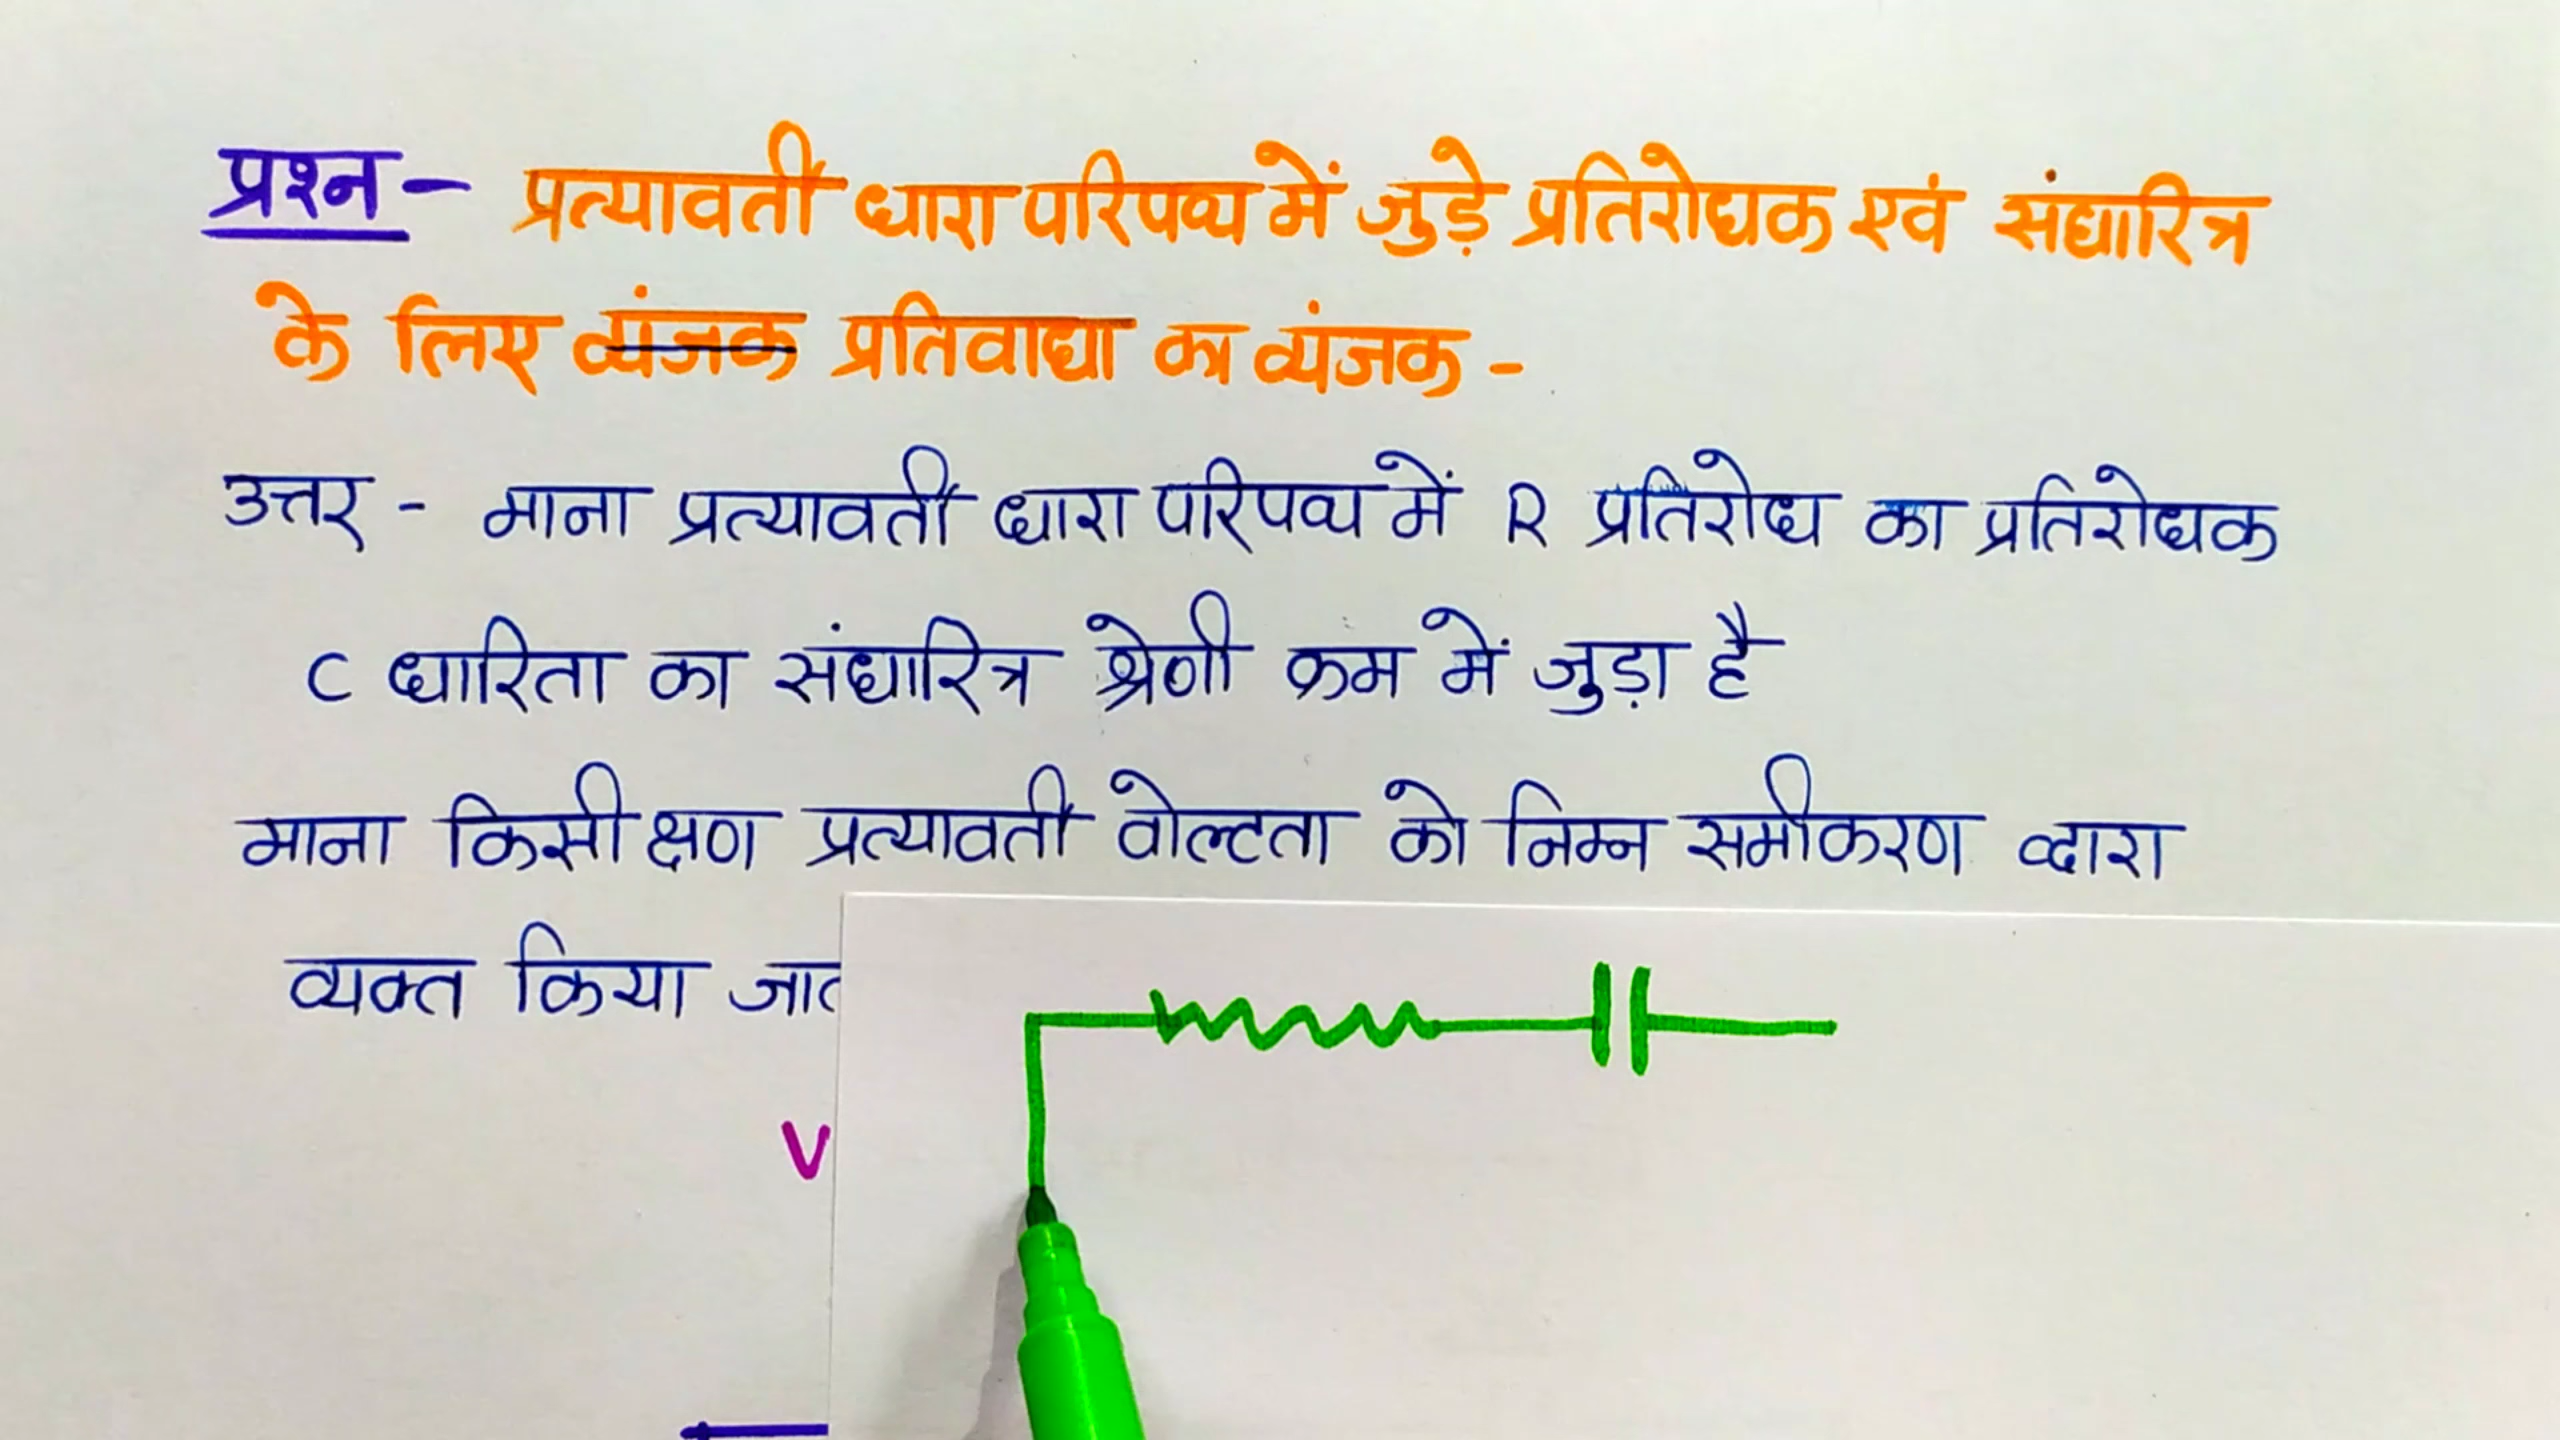 प्रश्न - प्रत्यावर्ती धारा परिपथ में जुड़े प्रतिरोधक एवं संधारित्र
के लिए व्यंजक प्रतिवाधा का व्यंजक -
उत्तर - माना प्रत्यावर्ती धारा परिपथ में R प्रतिरोध का प्रतिरोधक
C धारिता का संधारित्र श्रेणी क्रम में जुड़ा है
माना किसी क्षण प्रत्यावर्ती वोल्टता को निम्न समीकरण द्वारा
व्यक्त किया
V